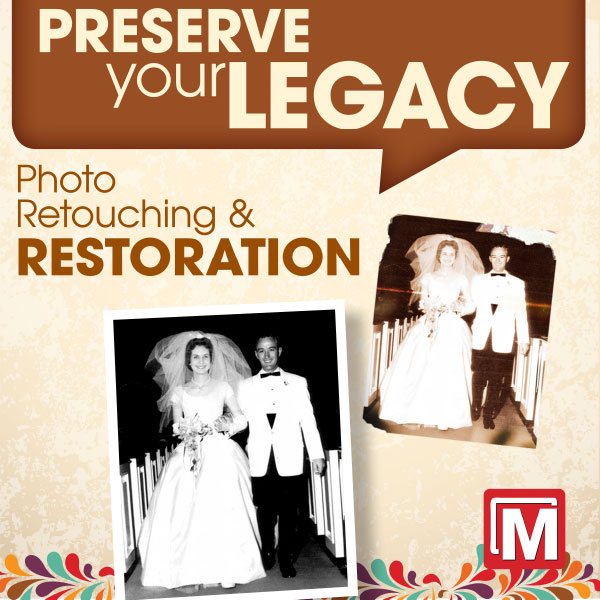 PRESERVE
your LEGACY
Photo
Retouching &
RESTORATION
M